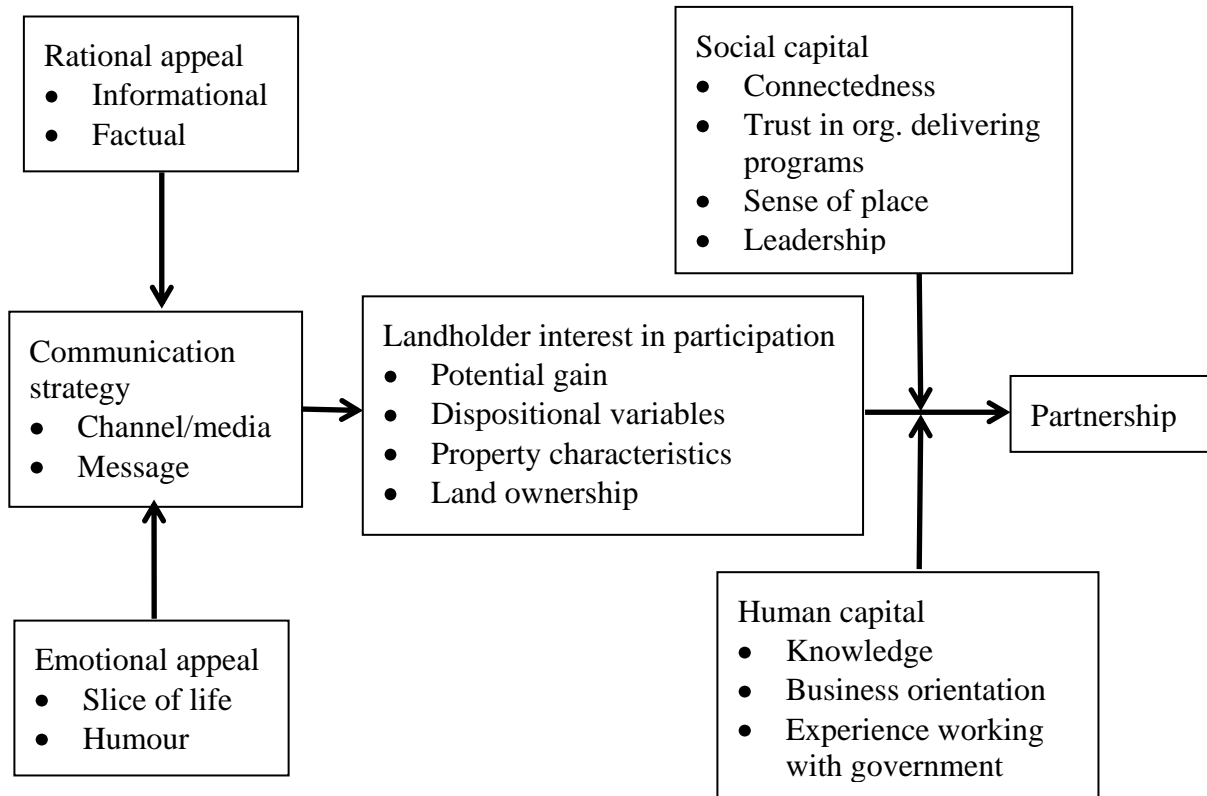 Rational appeal
● Informational
● Factual
Social capital
● Connectedness
● Trust in org. delivering
programs
● Sense of place
● Leadership
Communication
strategy
● Channel/media
● Message
Landholder interest in participation
● Potential gain
● Dispositional variables
● Property characteristics
● Land ownership
Partnership
Emotional appeal
● Slice of life
● Humour
Human capital
● Knowledge
● Business orientation
● Experience working
with government